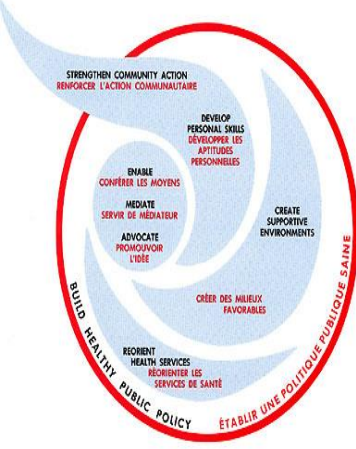 STRENGTHEN COMMUNITY ACTION
RENFORCER L'ACTION COMMUNAUTAIRE
DEVELOP
PERSONAL SKILLS
DÉVELOPPER LES
APTITUDES
PERSONNELLES
ENABLE
CONFÉRER LES MOYENS
MEDIATE
SERVIR DE MÉDIATEUR
ADVOCATE
PROMOUVOIR
L'IDÉE
CREATE
SUPPORTIVE
ENVIRONMENTS
CRÉER DES MILIEUX
FAVORABLES
REORIENT
HEALTH SERVICES
RÉORIENTER LES
SERVICES DE SANTÉ
BUILD HEALTHY PUBLIC POLICY
ÉTABLIR UNE POLITIQUE PUBLIQUE SAINE